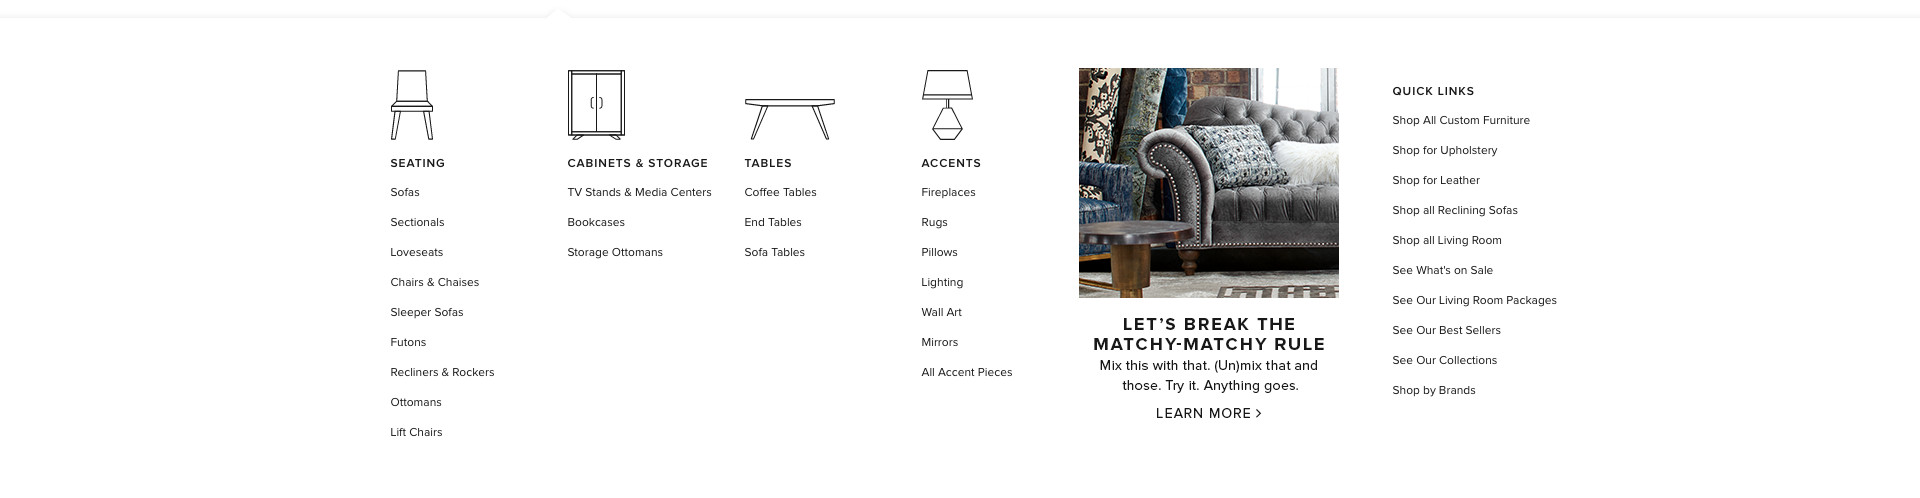 SEATING
Sofas
Sectionals
Loveseats
Chairs & Chaises
Sleeper Sofas
Futons
Recliners & Rockers
Ottomans
Lift Chairs
CABINETS & STORAGE
TV Stands & Media Centers
Bookcases
Storage Ottomans
TABLES
Coffee Tables
End Tables
Sofa Tables
ACCENTS
Fireplaces
Rugs
Pillows
Lighting
Wall Art
Mirrors
All Accent Pieces
LET’S BREAK THE
MATCHY-MATCHY RULE
Mix this with that. (Un)mix that and
those. Try it. Anything goes.
LEARN MORE >
QUICK LINKS
Shop All Custom Furniture
Shop for Upholstery
Shop for Leather
Shop all Reclining Sofas
Shop all Living Room
See What's on Sale
See Our Living Room Packages
See Our Best Sellers
See Our Collections
Shop by Brands